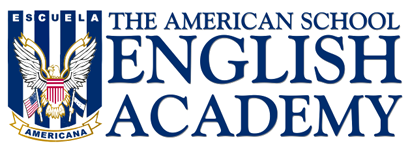 ESCUELA
AMERICANA
THE AMERICAN SCHOOL
ENGLISH
ACADEMY